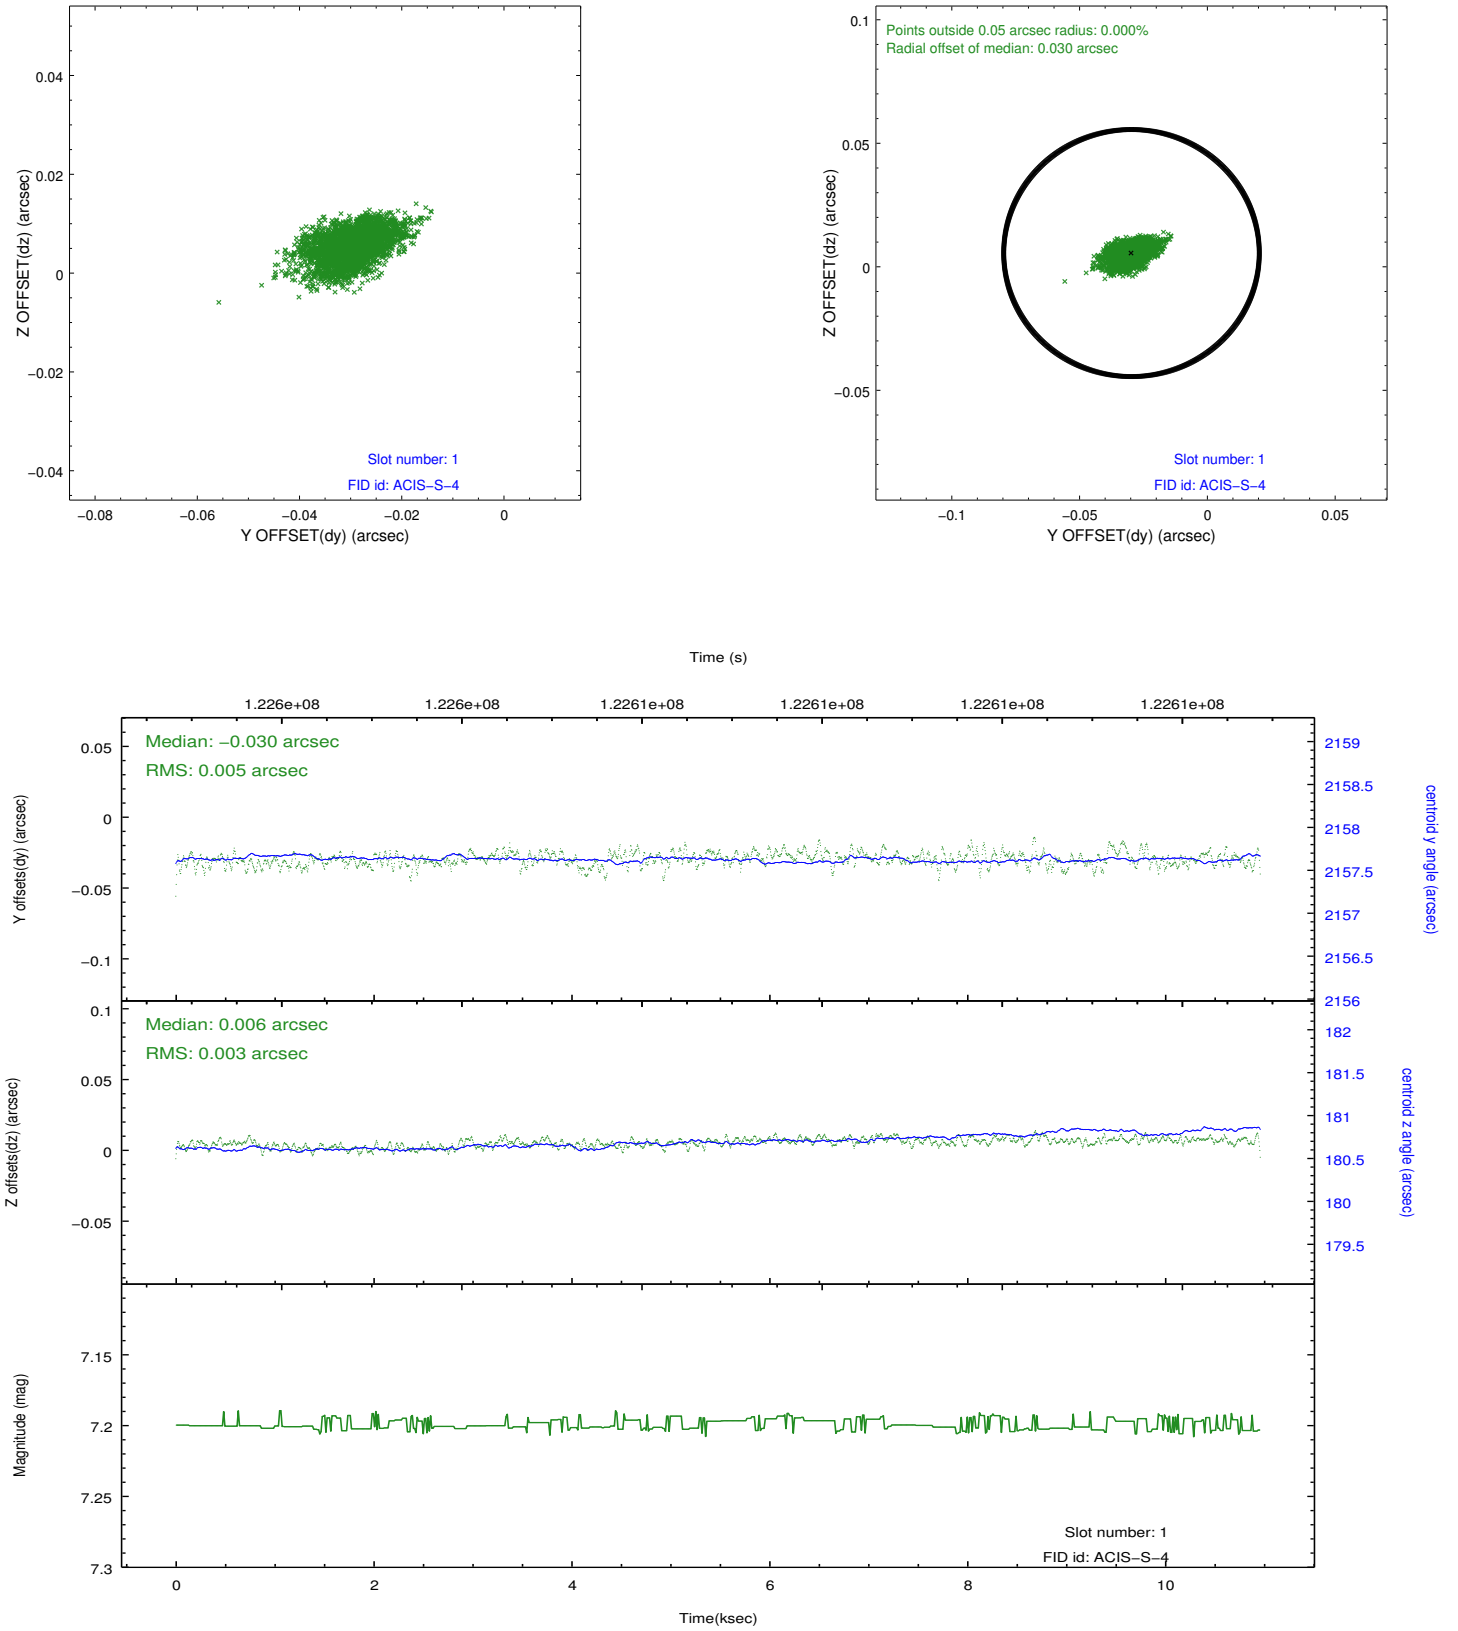 0.04
0.02
0
−0.02
−0.04
Z OFFSET(dz) (arcsec)
Slot number: 1
FID id: ACIS−S−4
−0.08 −0.06 −0.04 −0.02 0
Y OFFSET(dy) (arcsec)
Points outside 0.05 arcsec radius: 0.000%
Radial offset of median: 0.030 arcsec
0.1
0.05
0
−0.05
Z OFFSET(dz) (arcsec)
Slot number: 1
FID id: ACIS−S−4
−0.1 −0.05 0 0.05
Y OFFSET(dy) (arcsec)
Time (s)
1.226e+08 1.226e+08 1.2261e+08 1.2261e+08 1.2261e+08 1.2261e+08
Median: −0.030 arcsec
RMS: 0.005 arcsec
0.05
0
−0.05
−0.1
Y offsets(dy) (arcsec)
2159
2158.5
2158
2157.5
2157
2156.5
2156
centroid y angle (arcsec)
Median: 0.006 arcsec
RMS: 0.003 arcsec
0.1
0.05
0
−0.05
Z offsets(dz) (arcsec)
182
181.5
181
180.5
180
179.5
centroid z angle (arcsec)
7.15
7.2
7.25
7.3
Magnitude (mag)
Slot number: 1
FID id: ACIS−S−4
0 2 4 6 8 10
Time(ksec)